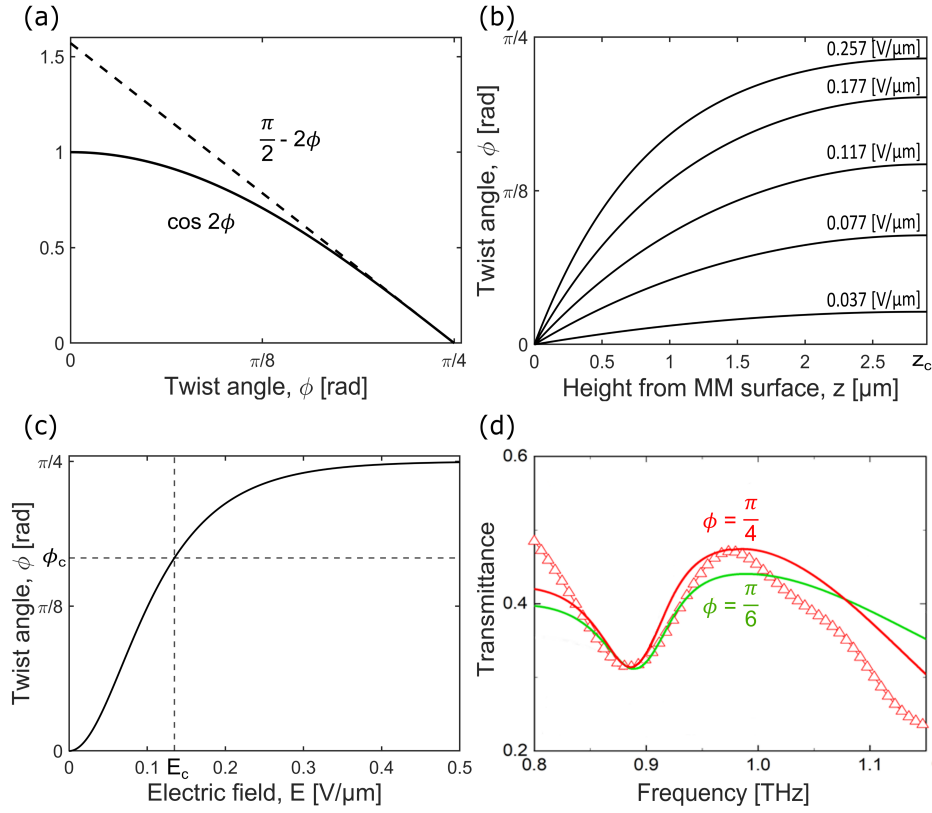 (a)
1.5
1
0.5
0
π/2 - 2ϕ
cos 2ϕ
0
π/8
π/4
Twist angle, ϕ [rad]
(b)
Twist angle, ϕ [rad]
π/4
π/8
0
0.257 [V/μm]
0.177 [V/μm]
0.117 [V/μm]
0.077 [V/μm]
0.037 [V/μm]
0
0.5
1
1.5
2
2.5
z_c
Height from MM surface, z [μm]
(c)
Twist angle, ϕ [rad]
π/4
ϕ_c
π/8
0
0
0.1
E_c
0.2
0.3
0.4
0.5
Electric field, E [V/μm]
(d)
Transmittance
0.6
0.4
0.2
ϕ = π/4
ϕ = π/6
0.8
0.9
1.0
1.1
Frequency [THz]